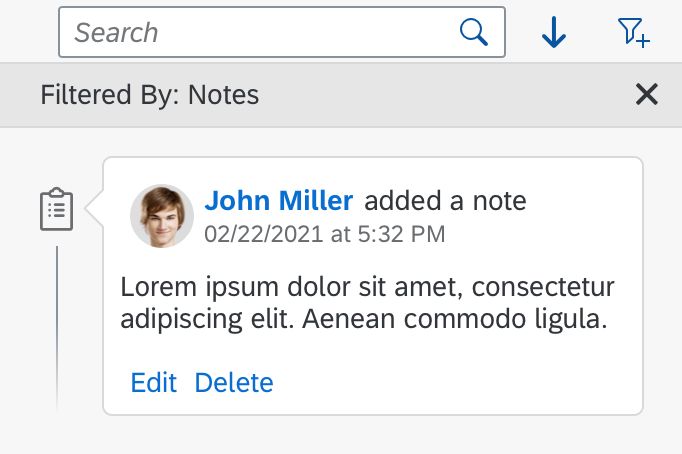 Search
Filtered By: Notes
John Miller added a note
02/22/2021 at 5:32 PM
Lorem ipsum dolor sit amet, consectetur
adipiscing elit. Aenean commodo ligula.
Edit Delete